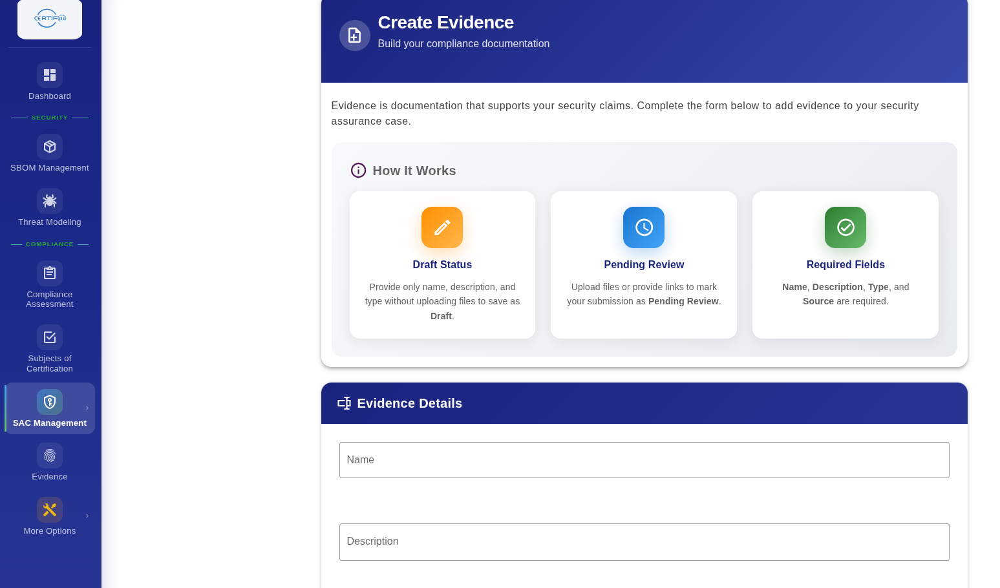 CERTIF
Dashboard
SECURITY
SBOM Management
Threat Modeling
COMPLIANCE
Compliance
Assessment
Subjects of
Certification
SAC Management
Evidence
More Options
Create Evidence
Build your compliance documentation
Evidence is documentation that supports your security claims. Complete the form below to add evidence to your security
assurance case.
How It Works
Draft Status
Provide only name, description, and
type without uploading files to save as
Draft.
Pending Review
Upload files or provide links to mark
your submission as Pending Review.
Required Fields
Name, Description, Type, and
Source are required.
Evidence Details
Name
Description